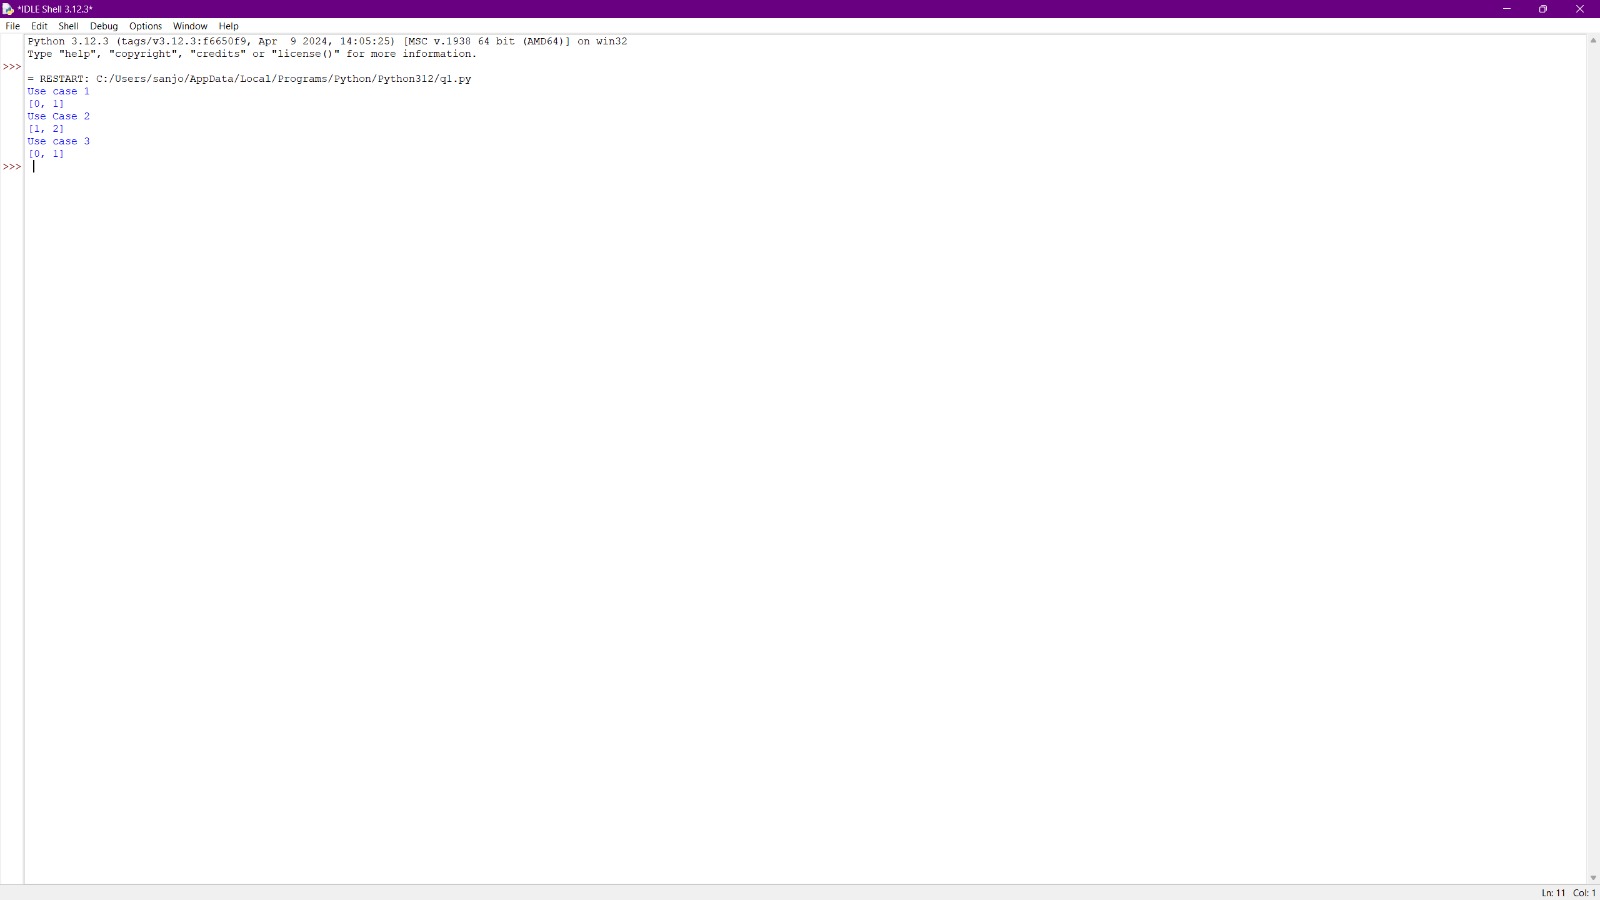 *IDLE Shell 3.12.3*
File Edit Shell Debug Options Window Help
Python 3.12.3 (tags/v3.12.3:f6650f9, Apr  9 2024, 14:05:25) [MSC v.1938 64 bit (AMD64)] on win32
Type "help", "copyright", "credits" or "license()" for more information.
>>>
= RESTART: C:/Users/sanjo/AppData/Local/Programs/Python/Python312/q1.py
Use case 1
[0, 1]
Use Case 2
[1, 2]
Use case 3
[0, 1]
>>>
Ln: 11 Col: 1